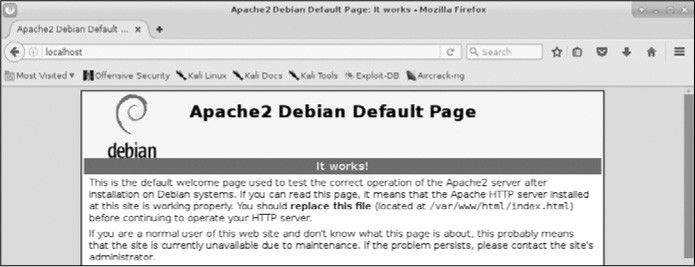 Apache2 Debian Default Page: It works - Mozilla Firefox
Apache2 Debian Default ...
localhost
Search
Most Visited Offensive Security Kali Linux Kali Docs Kali Tools Exploit-DB Aircrack-ng
Apache2 Debian Default Page
debian
It works!
This is the default welcome page used to test the correct operation of the Apache2 server after
installation on Debian systems. If you can read this page, it means that the Apache HTTP server installed
at this site is working properly. You should replace this file (located at /var/www/html/index.html)
before continuing to operate your HTTP server.
If you are a normal user of this web site and don't know what this page is about, this probably means
that the site is currently unavailable due to maintenance. If the problem persists, please contact the site's
administrator.